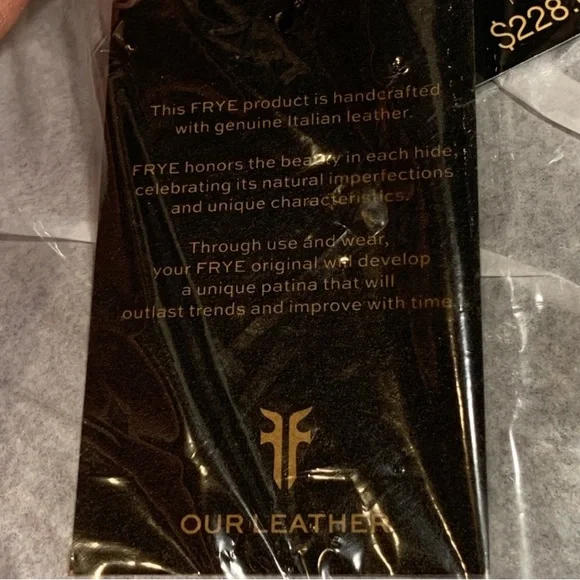 $228.
This FRYE product is handcrafted
with genuine Italian leather.
FRYE honors the beauty in each hide,
celebrating its natural imperfections
and unique characteristics.
Through use and wear,
your FRYE original will develop
a unique patina that will
outlast trends and improve with time
OUR LEATHER